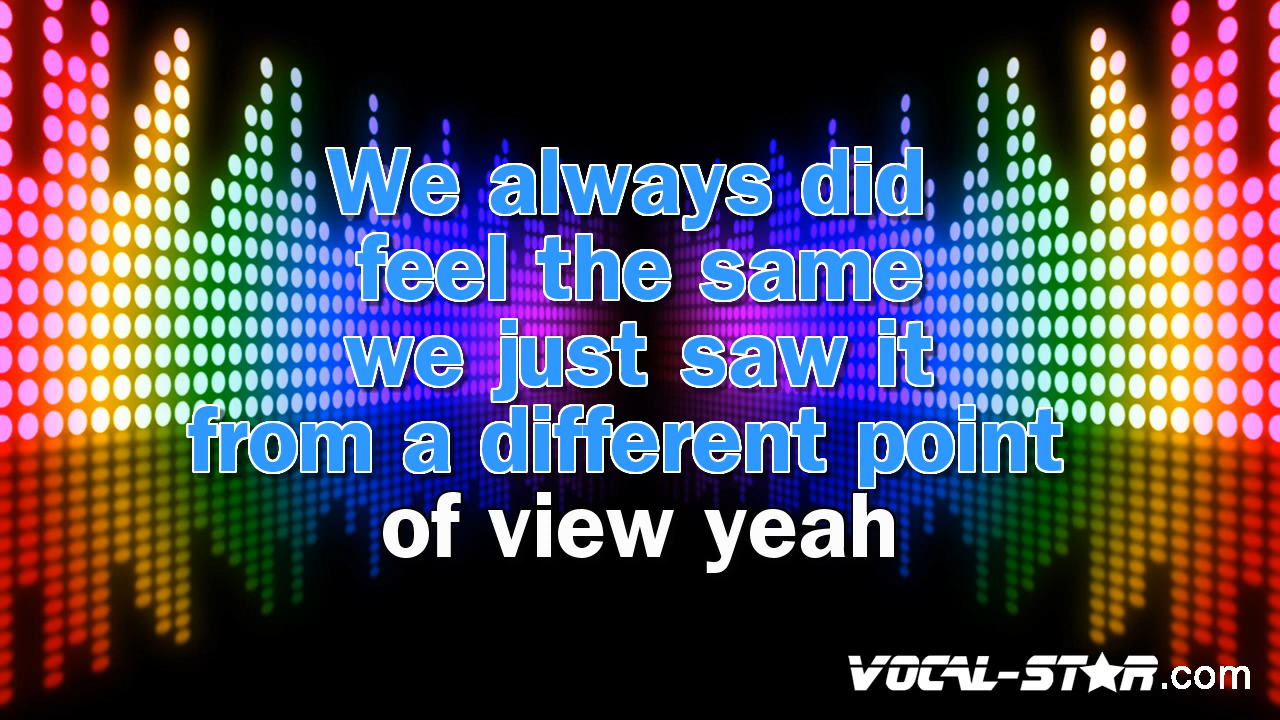 We always did
feel the same
we just saw it
from a different point
of view yeah
VOCAL-STAR.com